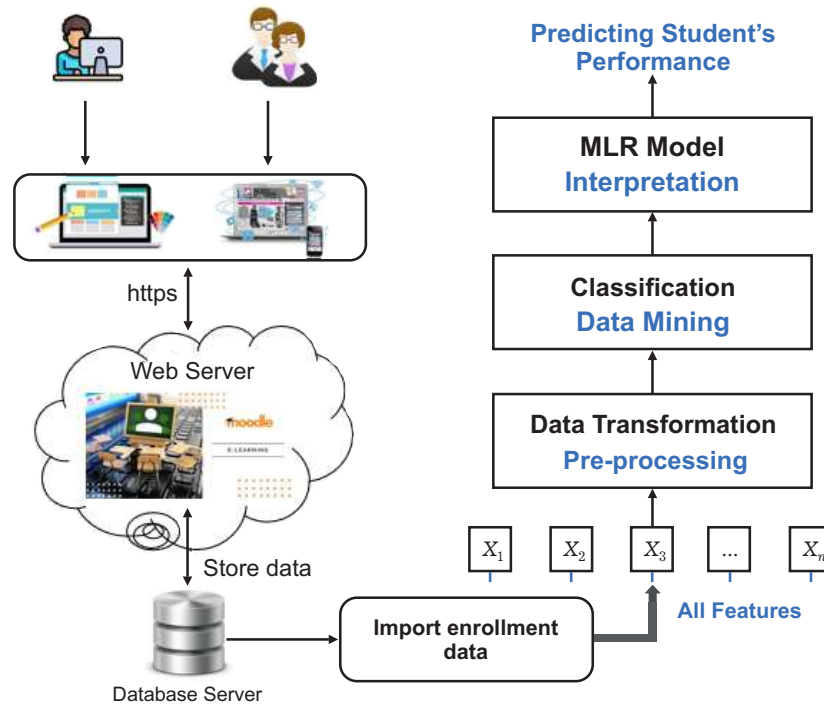 https
Web Server
moodle
E-LEARNING
Store data
Database Server
Import enrollment
data
All Features
X1
X2
X3
...
Xn
Data Transformation
Pre-processing
Classification
Data Mining
MLR Model
Interpretation
Predicting Student's
Performance